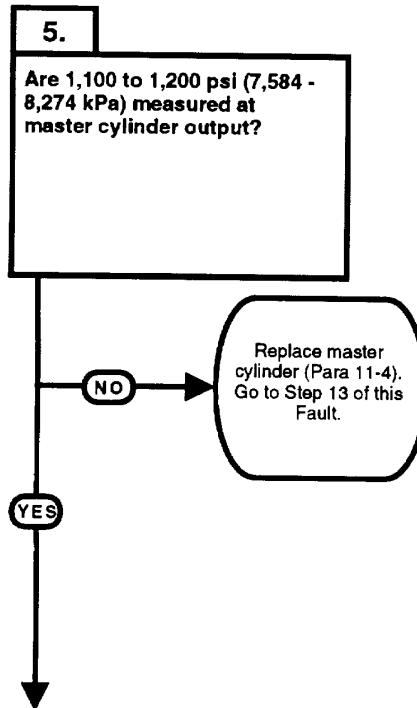 5.
Are 1,100 to 1,200 psi (7,584 -
8,274 kPa) measured at
master cylinder output?
Replace master
cylinder (Para 11-4).
Go to Step 13 of this
Fault.
NO
YES